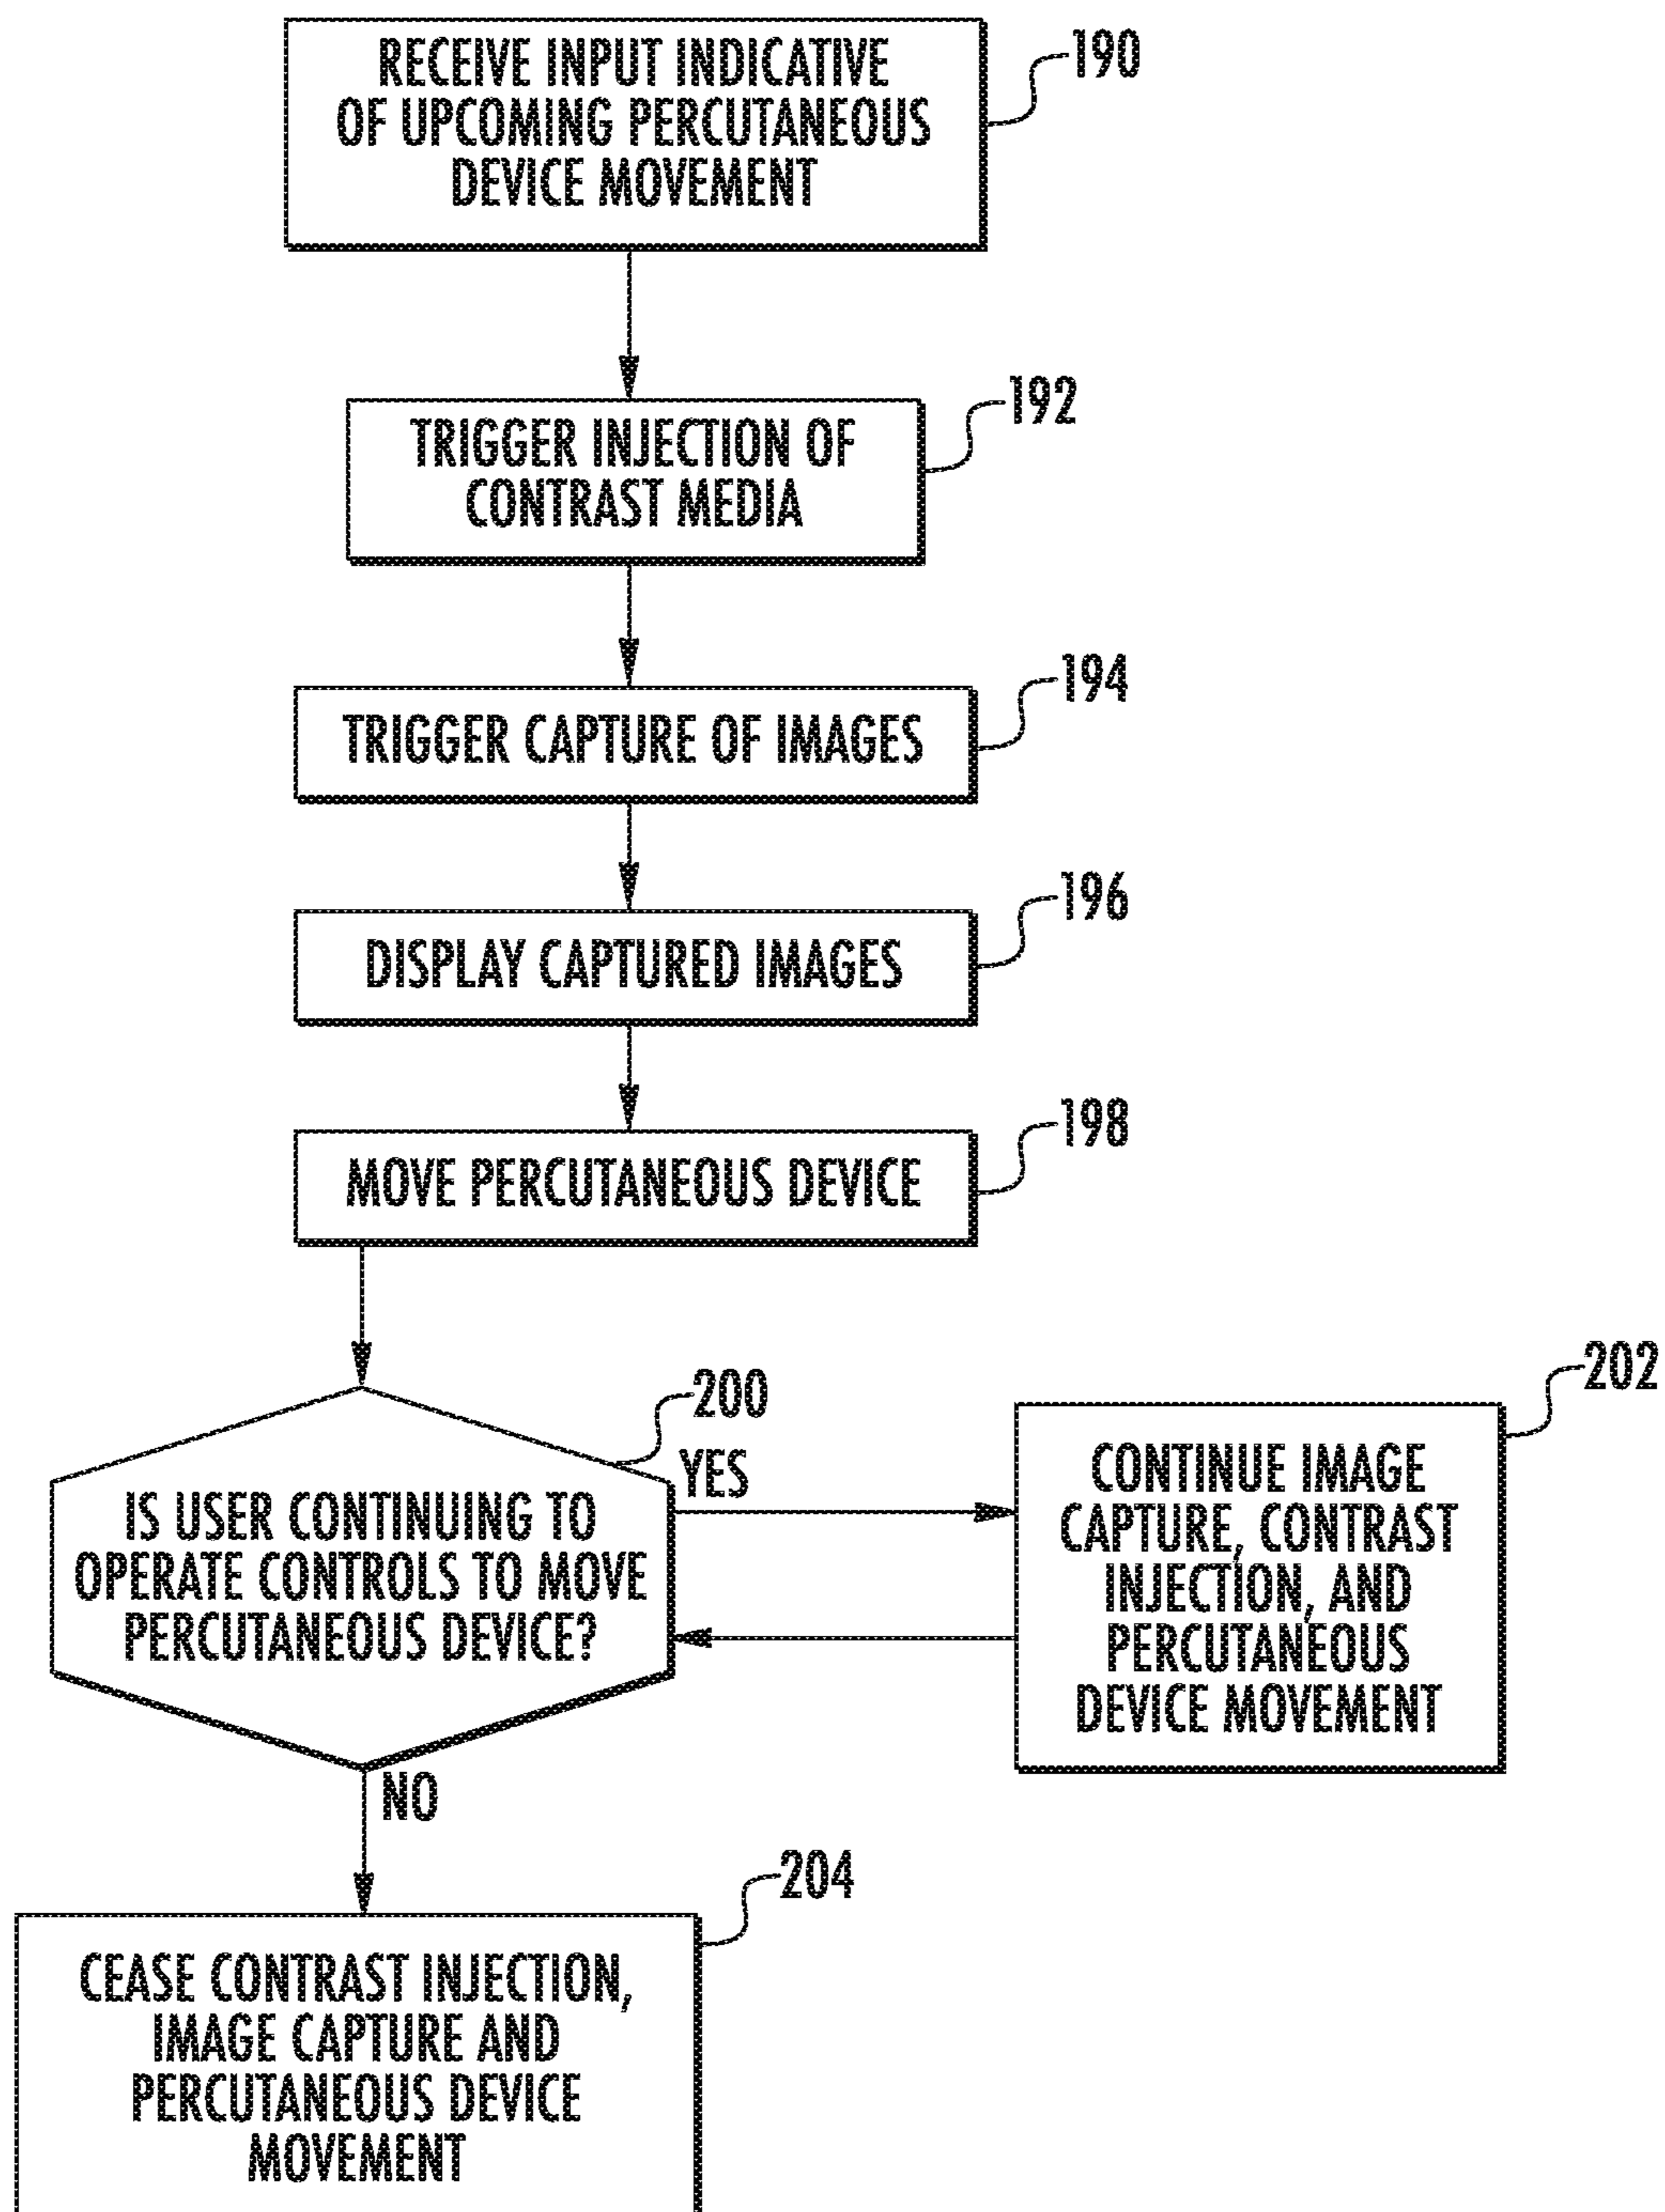 RECEIVE INPUT INDICATIVE
OF UPCOMING PERCUTANEOUS
DEVICE MOVEMENT
190
TRIGGER INJECTION OF
CONTRAST MEDIA
192
TRIGGER CAPTURE OF IMAGES
194
DISPLAY CAPTURED IMAGES
196
MOVE PERCUTANEOUS DEVICE
198
IS USER CONTINUING TO
OPERATE CONTROLS TO MOVE
PERCUTANEOUS DEVICE?
200
YES
CONTINUE IMAGE
CAPTURE, CONTRAST
INJECTION, AND
PERCUTANEOUS
DEVICE MOVEMENT
202
NO
CEASE CONTRAST INJECTION,
IMAGE CAPTURE AND
PERCUTANEOUS DEVICE
MOVEMENT
204